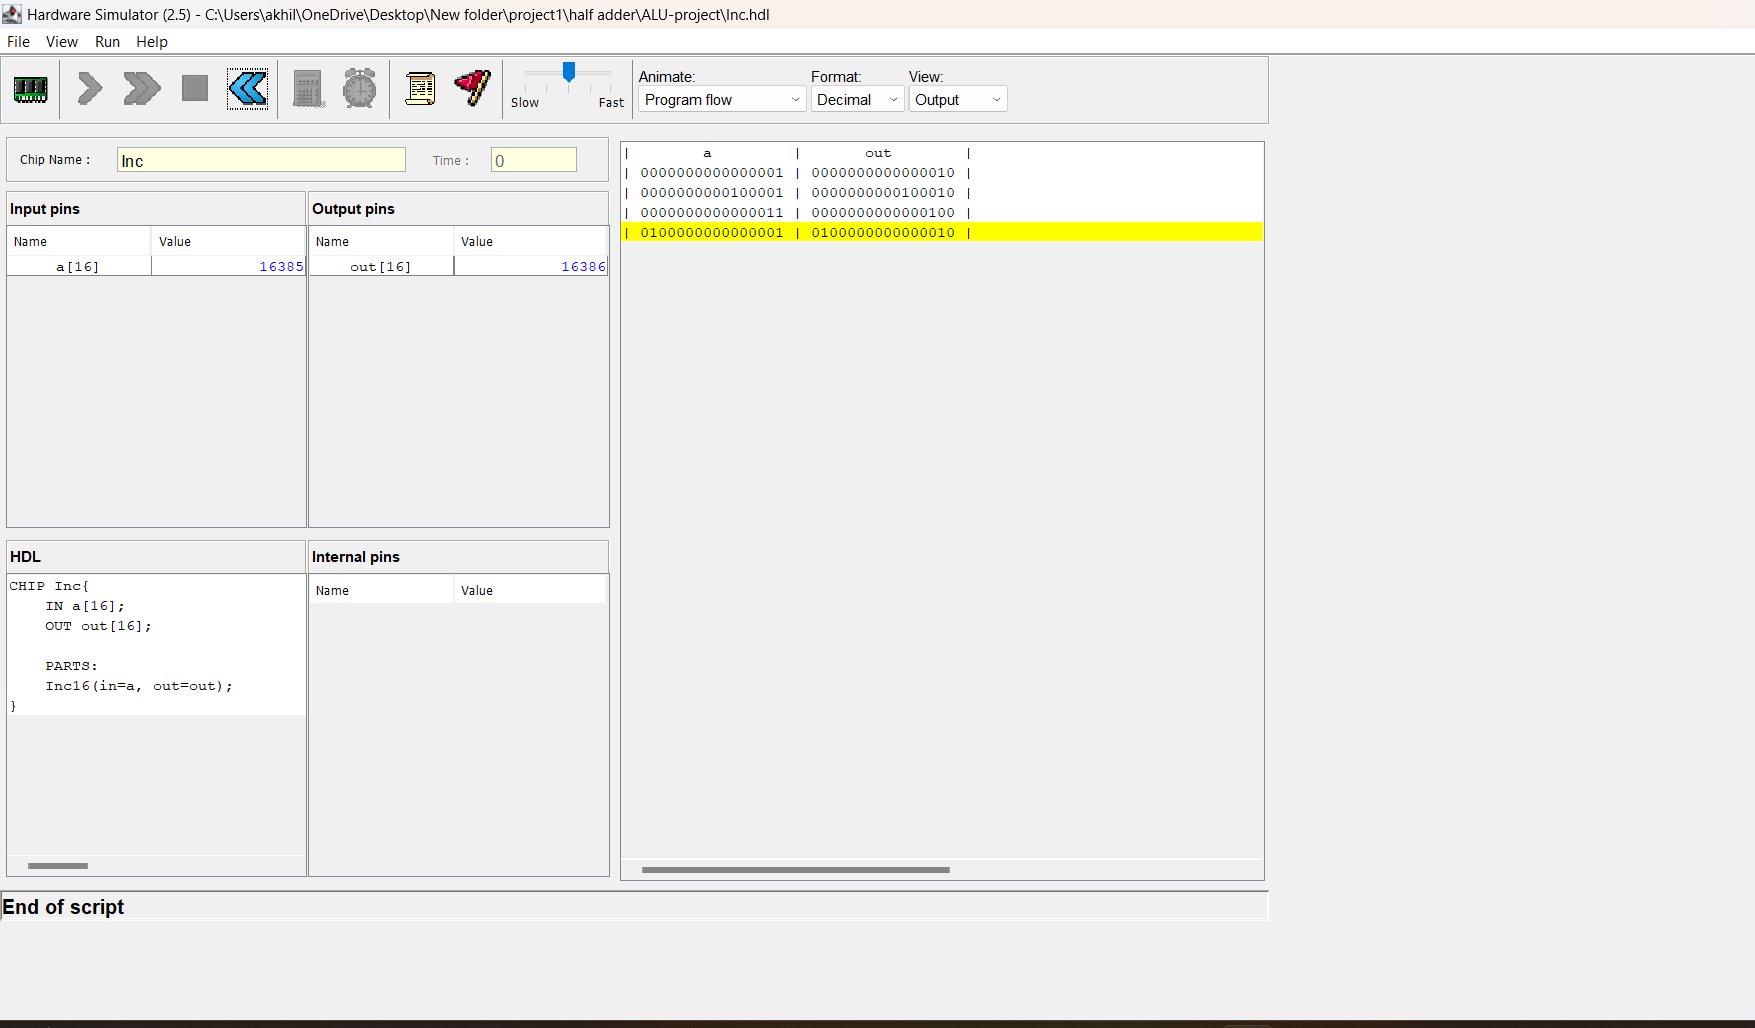 Hardware Simulator (2.5) - C:\Users\akhil\OneDrive\Desktop\New folder\project1\half adder\ALU-project\Inc.hdl
File View Run Help
Slow Fast
Animate: Format: View:
Program flow Decimal Output
Chip Name : Inc Time : 0
Input pins
Name Value
a[16] 16385
Output pins
Name Value
out[16] 16386
HDL
CHIP Inc{
    IN a[16];
    OUT out[16];

    PARTS:
    Inc16(in=a, out=out);
}
Internal pins
Name Value
| a | out |
| 0000000000000001 | 0000000000000010 |
| 0000000000100001 | 0000000000100010 |
| 0000000000000011 | 0000000000000100 |
| 0100000000000001 | 0100000000000010 |
End of script